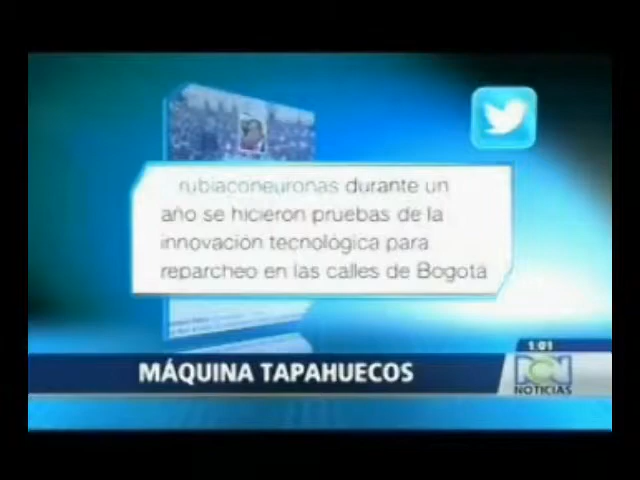 rubiaconeuronas durante un
año se hicieron pruebas de la
innovación tecnológica para
reparcheo en las calles de Bogotá
1:01
MÁQUINA TAPAHUECOS
RCN
NOTICIAS